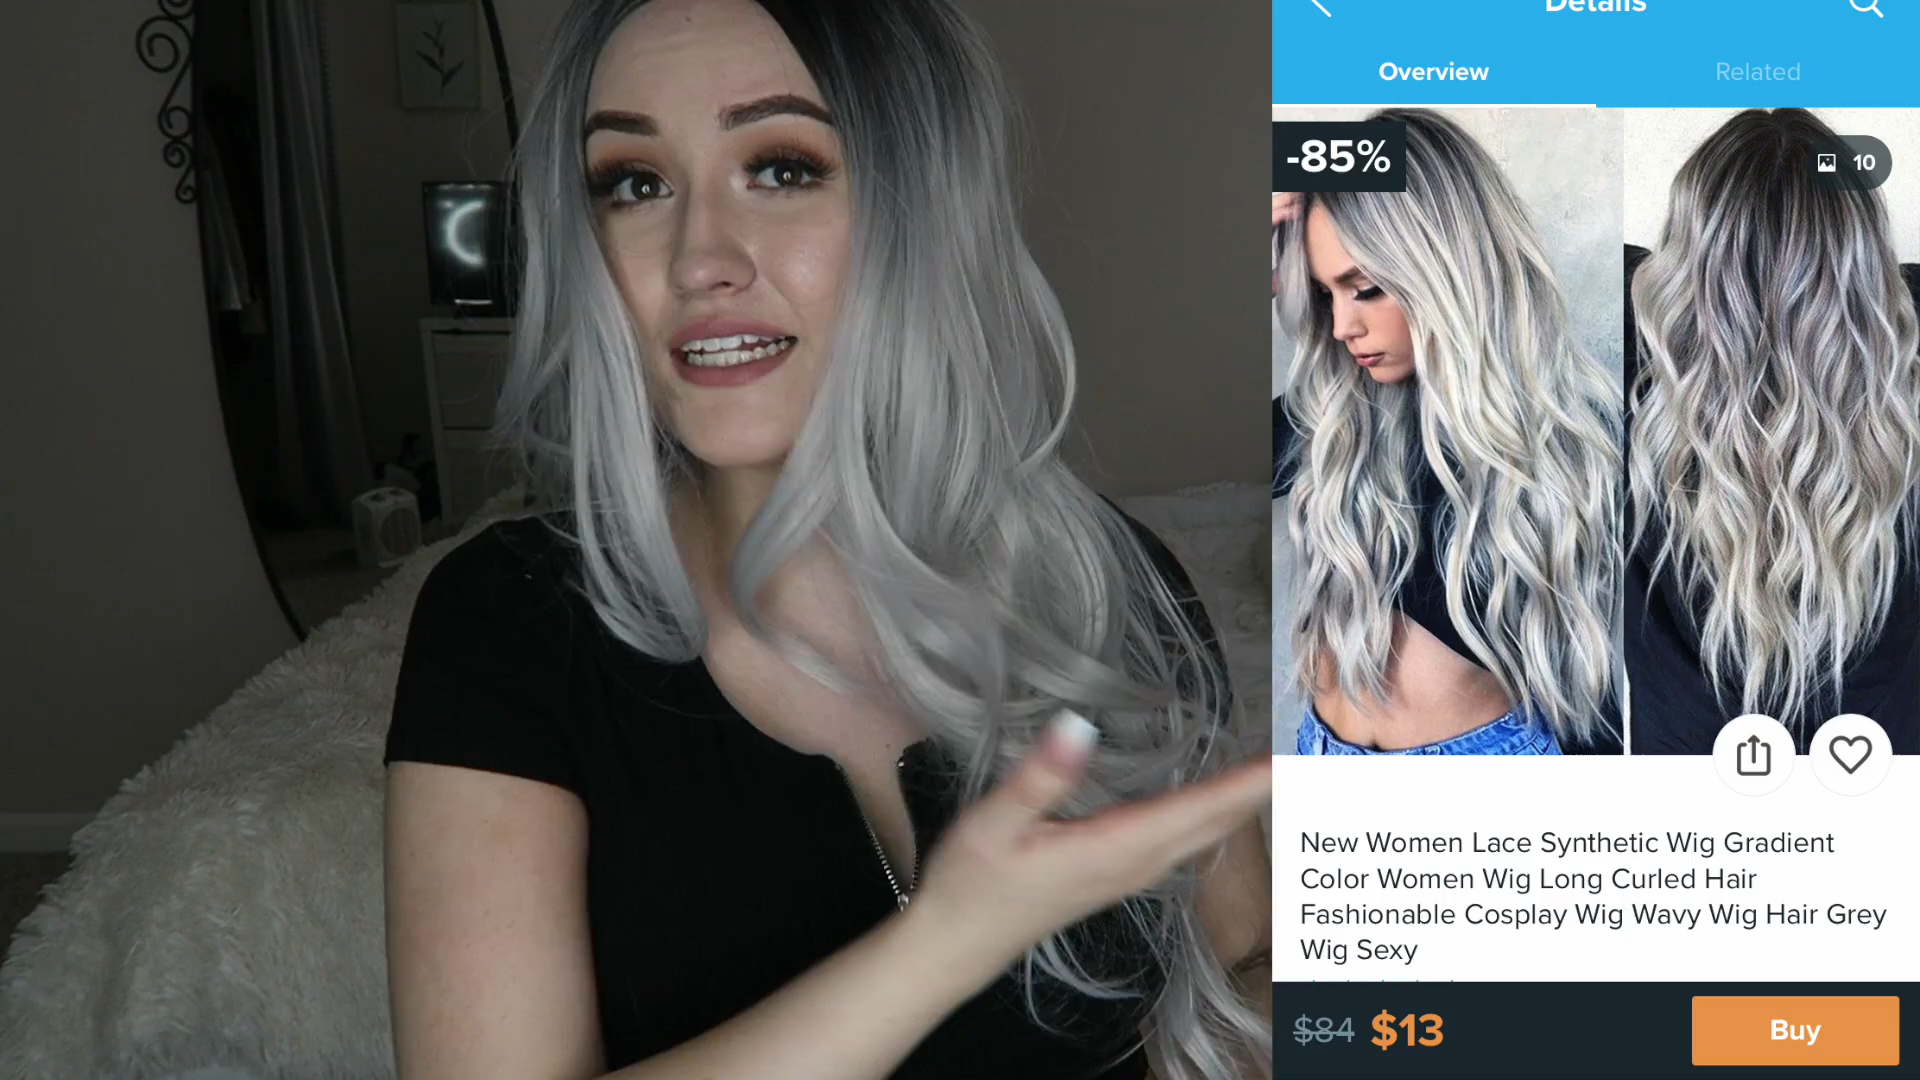 Details
Overview
Related
-85%
10
New Women Lace Synthetic Wig Gradient
Color Women Wig Long Curled Hair
Fashionable Cosplay Wig Wavy Wig Hair Grey
Wig Sexy
$84 $13
Buy